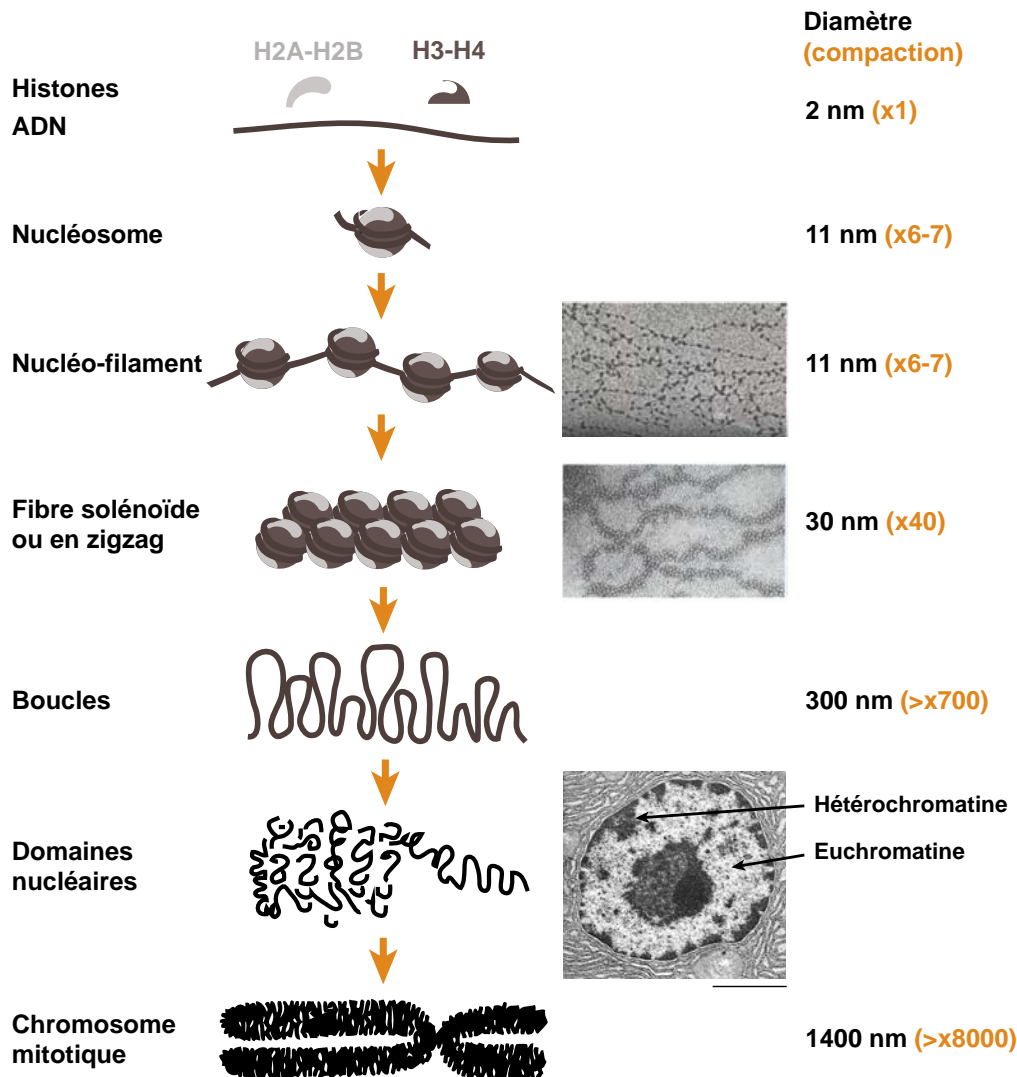 Diamètre
(compaction)
H2A-H2B H3-H4
Histones
ADN
2 nm (x1)
Nucléosome
11 nm (x6-7)
Nucléo-filament
11 nm (x6-7)
Fibre solénoïde
ou en zigzag
30 nm (x40)
Boucles
300 nm (>x700)
Hétérochromatine
Euchromatine
Domaines
nucléaires
Chromosome
mitotique
1400 nm (>x8000)